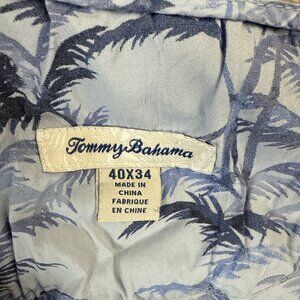 Tommy Bahama
40X34
MADE IN
CHINA
FABRIQUE
EN CHINE